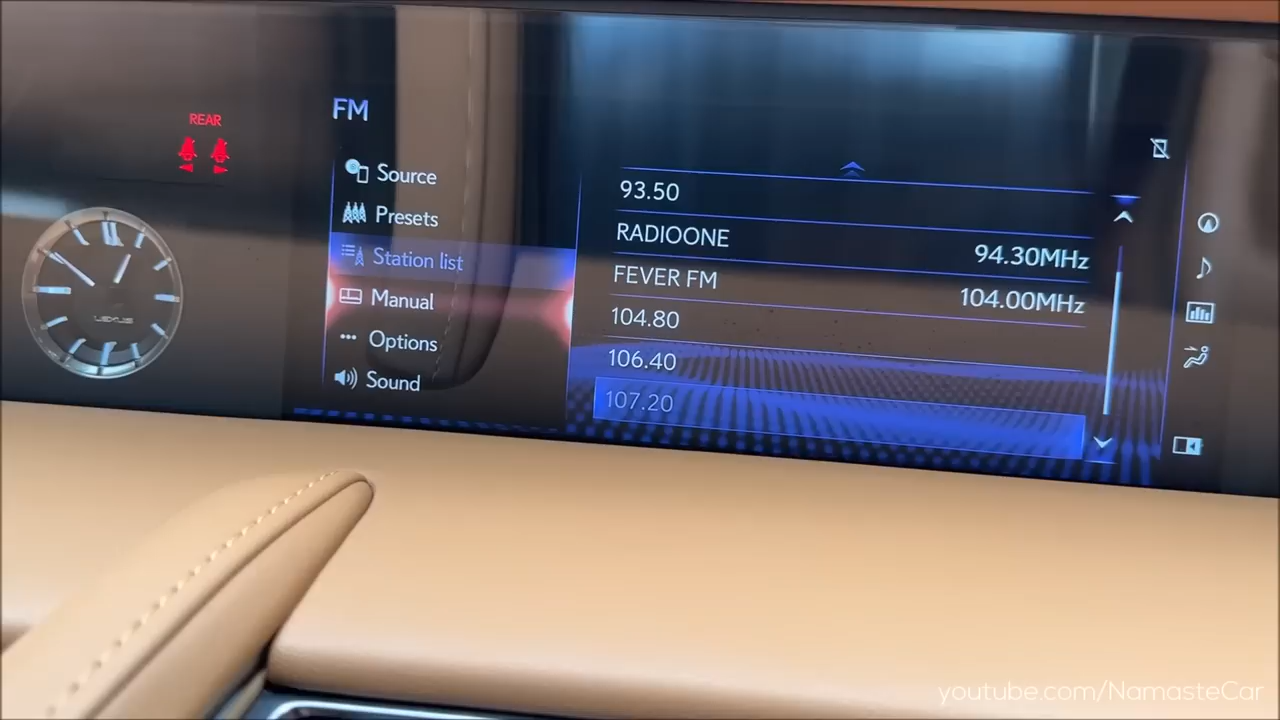 REAR
LEXUS
FM
Source
Presets
Station list
Manual
Options
Sound
93.50
RADIOONE 94.30MHz
FEVER FM 104.00MHz
104.80
106.40
107.20
youtube.com/NamasteCar